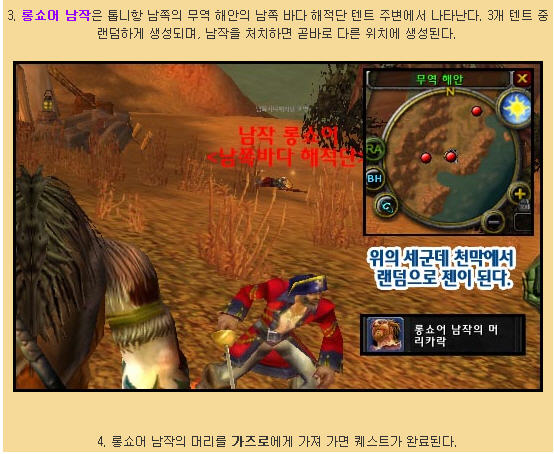 3. 롱쇼어 남작은 톱니항 남쪽의 무역 해안의 남쪽 바다 해적단 텐트 주변에서 나타난다. 3개 텐트 중
랜덤하게 생성되며, 남작을 처치하면 곧바로 다른 위치에 생성된다.
무역 해안
N
남작 롱쇼어
<남쪽바다 해적단>
RA
BH
위의 세군데 천막에서
랜덤으로 젠이 된다.
롱쇼어 남작의 머
리카락
4. 롱쇼어 남작의 머리를 가즈로에게 가져 가면 퀘스트가 완료된다.